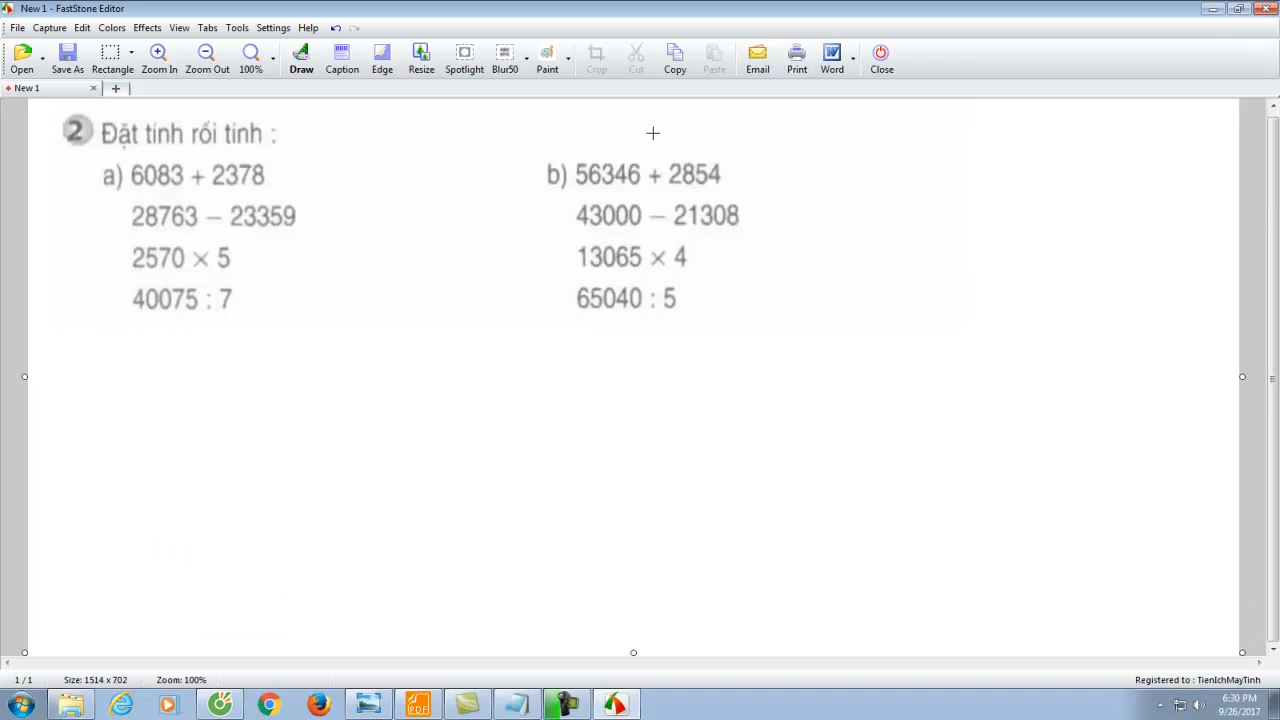 New 1 - FastStone Editor
File Capture Edit Colors Effects View Tabs Tools Settings Help
Open Save As Rectangle Zoom In Zoom Out 100% Draw Caption Edge Resize Spotlight Blur50 Paint Crop Cut Copy Paste Email Print Word Close
New 1
2 Đặt tính rồi tính :
a) 6083 + 2378
28763 – 23359
2570 × 5
40075 : 7
b) 56346 + 2854
43000 – 21308
13065 × 4
65040 : 5
1 / 1 Size: 1514 x 702 Zoom: 100% Registered to : TienIchMayTinh
PDF
6:30 PM
9/26/2017